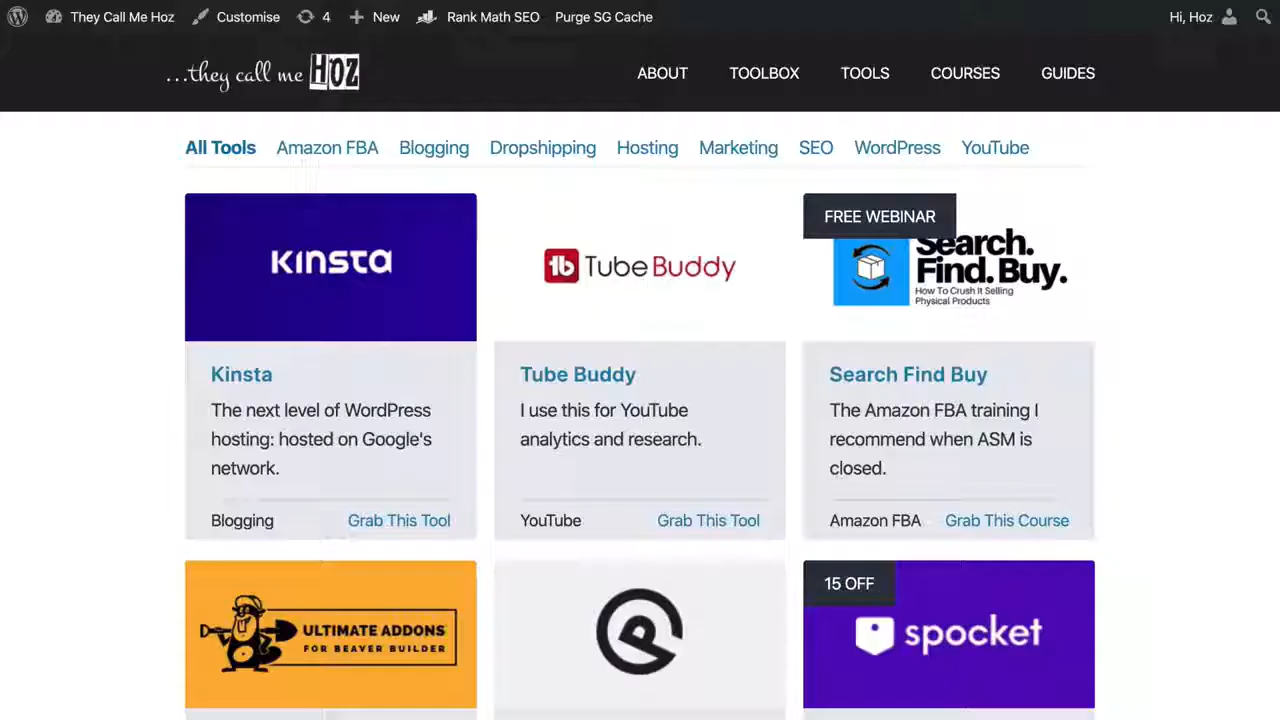 They Call Me Hoz Customise 4 New Rank Math SEO Purge SG Cache Hi, Hoz
...they call me HOZ ABOUT TOOLBOX TOOLS COURSES GUIDES
All Tools Amazon FBA Blogging Dropshipping Hosting Marketing SEO WordPress YouTube
KINSTA
Kinsta
The next level of WordPress
hosting: hosted on Google's
network.
Blogging Grab This Tool
tb TubeBuddy
Tube Buddy
I use this for YouTube
analytics and research.
YouTube Grab This Tool
FREE WEBINAR
Search.
Find. Buy.
How To Crush It Selling
Physical Products
Search Find Buy
The Amazon FBA training I
recommend when ASM is
closed.
Amazon FBA Grab This Course
ULTIMATE ADDONS
FOR BEAVER BUILDER
P
15 OFF
spocket